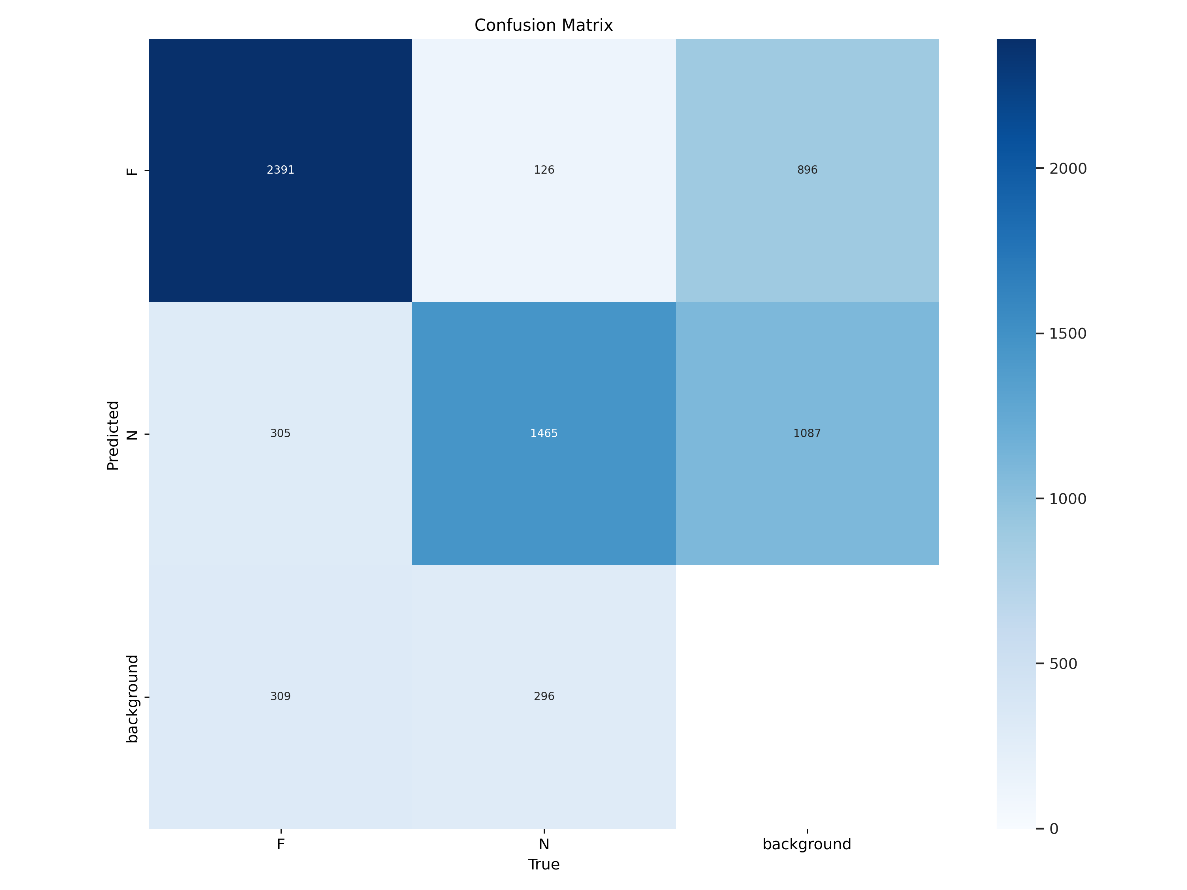 Confusion Matrix
2391
126
896
305
1465
1087
309
296
F
N
background
Predicted
F
N
background
True
2000
1500
1000
500
0